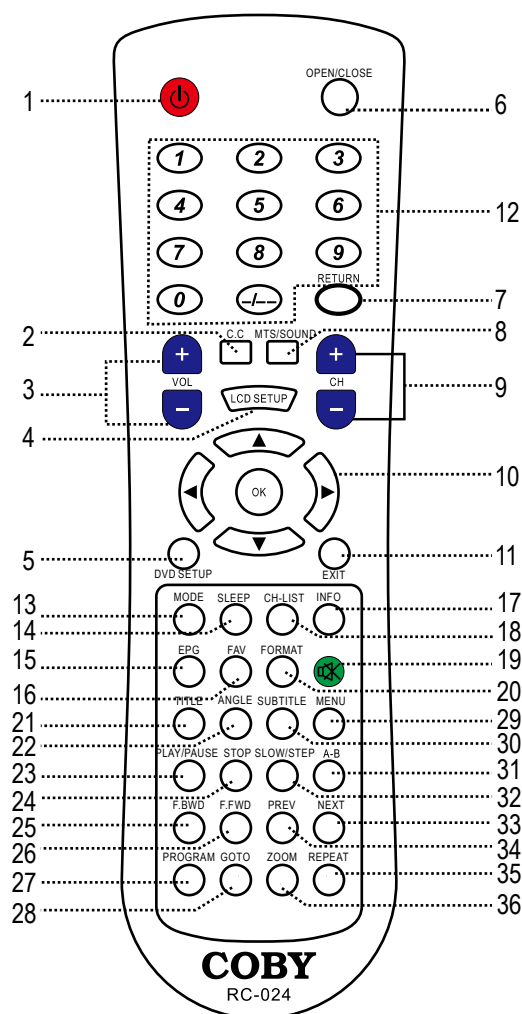 OPEN/CLOSE
1
6
1 2 3
4 5 6
12
7 8 9
RETURN
0 -/--
7
2
C.C MTS/SOUND
8
+ +
3
VOL CH
9
- -
LCD SETUP
4
10
OK
5
11
DVD SETUP EXIT
13
MODE SLEEP CH-LIST INFO
17
14
18
15
EPG FAV FORMAT
19
16
20
21
TITLE ANGLE SUBTITLE MENU
29
22
30
23
PLAY/PAUSE STOP SLOW/STEP A-B
31
24
32
25
F.BWD F.FWD PREV NEXT
33
26
34
27
PROGRAM GOTO ZOOM REPEAT
35
28
36
COBY
RC-024